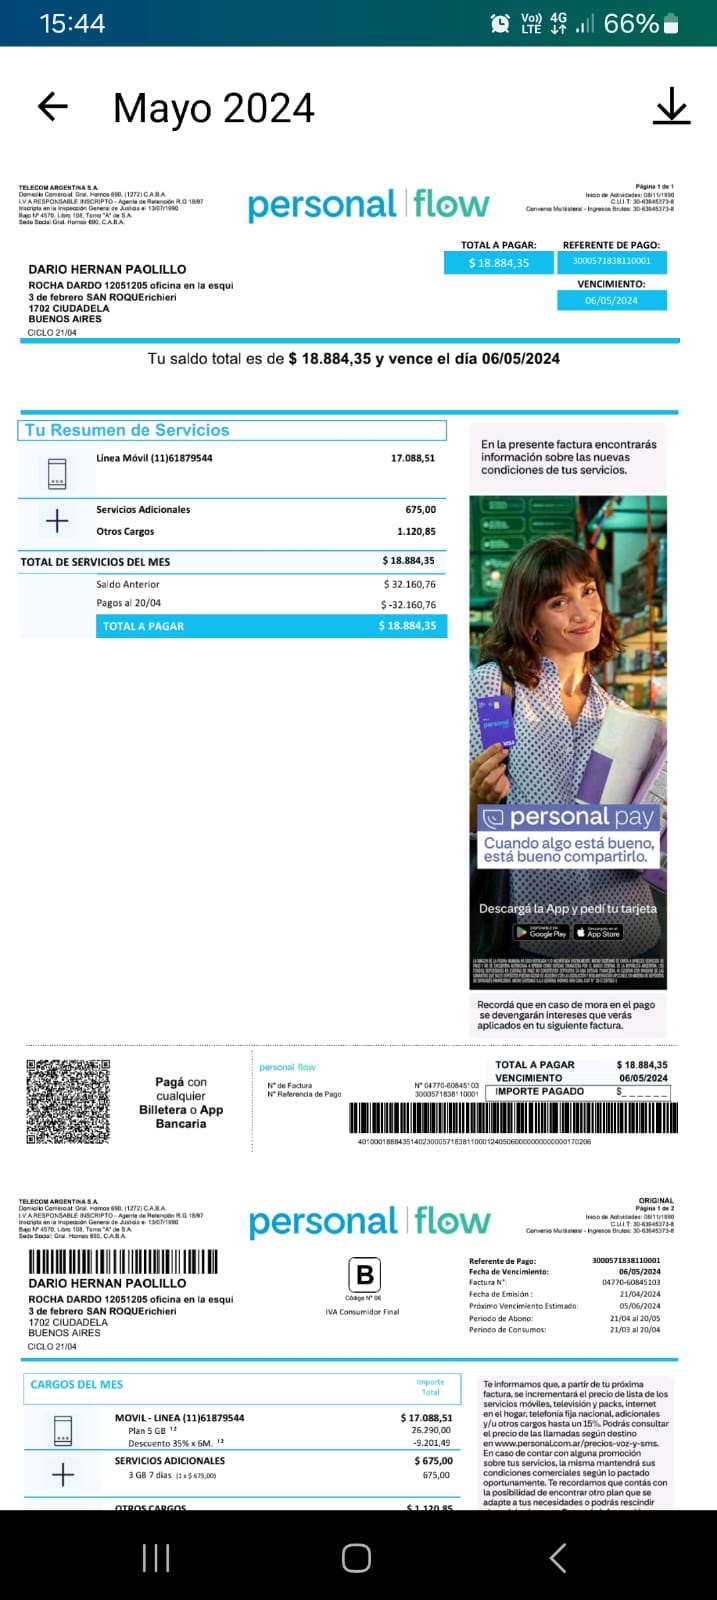 15:44
Vo)) LTE 4G 66%
Mayo 2024
TELECOM ARGENTINA S.A.
Domicilio Comercial: Gral. Hornos 690, (1272) C.A.B.A.
I.V.A RESPONSABLE INSCRIPTO - Agente de Retención R.G 18/97
Inscripta en la Inspección General de Justicia el 13/07/1990
Bajo Nº 4570, Libro 108, Tomo "A" de S.A.
Sede Social Gral. Hornos 690, C.A.B.A.
personal flow
Página 1 de 1
Inicio de Actividades: 08/11/1990
C.U.I.T: 30-63945373-8
Convenio Multilateral - Ingresos Brutos: 30-63945373-8
TOTAL A PAGAR:
$ 18.884,35
REFERENTE DE PAGO:
3000571838110001
VENCIMIENTO:
06/05/2024
DARIO HERNAN PAOLILLO
ROCHA DARDO 12051205 oficina en la esqui
3 de febrero SAN ROQUErichieri
1702 CIUDADELA
BUENOS AIRES
CICLO 21/04
Tu saldo total es de $ 18.884,35 y vence el día 06/05/2024
Tu Resumen de Servicios
Línea Móvil (11)61879544 17.088,51
Servicios Adicionales 675,00
Otros Cargos 1.120,85
TOTAL DE SERVICIOS DEL MES $ 18.884,35
Saldo Anterior $ 32.160,76
Pagos al 20/04 $ -32.160,76
TOTAL A PAGAR $ 18.884,35
En la presente factura encontrarás
información sobre las nuevas
condiciones de tus servicios.
personal
VISA
personal pay
Cuando algo está bueno,
está bueno compartirlo.
Descargá la App y pedí tu tarjeta
DISPONIBLE EN Google Play
App Store
Recordá que en caso de mora en el pago
se devengarán intereses que verás
aplicados en tu siguiente factura.
Pagá con
cualquier
Billetera o App
Bancaria
personal flow
N° de Factura N° 04770-60845103
N° Referencia de Pago 3000571838110001
TOTAL A PAGAR $ 18.884,35
VENCIMIENTO 06/05/2024
IMPORTE PAGADO $_ _ _ _ _ _
TELECOM ARGENTINA S.A.
Domicilio Comercial: Gral. Hornos 690, (1272) C.A.B.A.
I.V.A RESPONSABLE INSCRIPTO - Agente de Retención R.G 18/97
Inscripta en la Inspección General de Justicia el 13/07/1990
Bajo Nº 4570, Libro 108, Tomo "A" de S.A.
Sede Social: Gral. Hornos 690, C.A.B.A.
personal flow
ORIGINAL
Página 1 de 2
Inicio de Actividades: 08/11/1990
C.U.I.T: 30-63945373-8
Convenio Multilateral - Ingresos Brutos: 30-63945373-8
DARIO HERNAN PAOLILLO
ROCHA DARDO 12051205 oficina en la esqui
3 de febrero SAN ROQUErichieri
1702 CIUDADELA
BUENOS AIRES
CICLO 21/04
B
Código N° 06
IVA Consumidor Final
Referente de Pago: 3000571838110001
Fecha de Vencimiento: 06/05/2024
Factura N°: 04770-60845103
Fecha de Emisión : 21/04/2024
Próximo Vencimiento Estimado: 05/06/2024
Periodo de Abono: 21/04 al 20/05
Periodo de Consumos: 21/03 al 20/04
CARGOS DEL MES Importe Total
MOVIL - LINEA (11)61879544 $ 17.088,51
Plan 5 GB ¹² 26.290,00
Descuento 35% x 6M. ¹² -9.201,49
SERVICIOS ADICIONALES $ 675,00
3 GB 7 dias (1 x $ 675,00) 675,00
OTROS CARGOS $ 1.120,85
Te informamos que, a partir de tu próxima
factura, se incrementará el precio de lista de los
servicios móviles, televisión y packs, internet
en el hogar, telefonía fija nacional, adicionales
y/u otros cargos hasta un 15%. Podrás consultar
el precio de las llamadas según destino
en www.personal.com.ar/precios-voz-y-sms.
En caso de contar con alguna promoción
sobre tus servicios, la misma mantendrá sus
condiciones comerciales según lo pactado
oportunamente. Te recordamos que contás con
la posibilidad de encontrar otro plan que se
adapte a tus necesidades o podrás rescindir